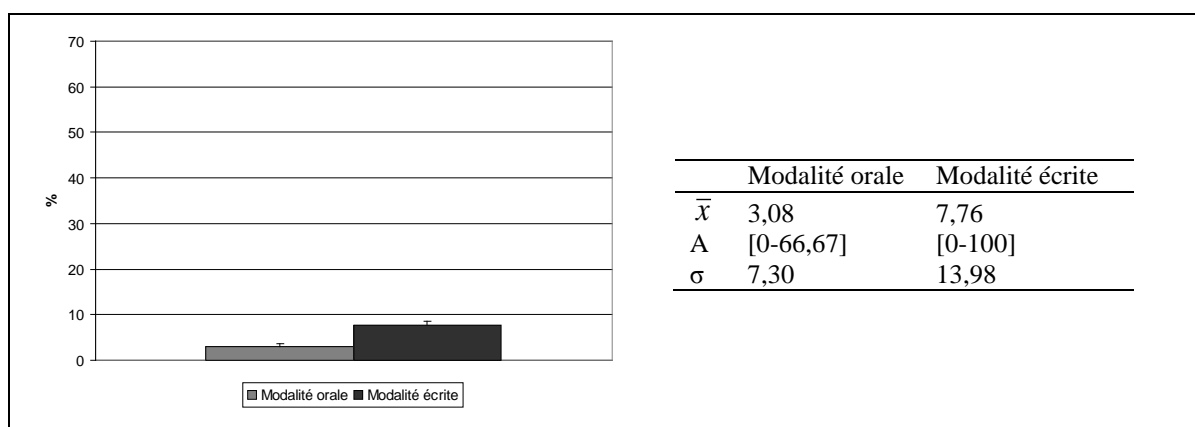 70
60
50
40
30
20
10
0
%
Modalité orale Modalité écrite
Modalité orale Modalité écrite
x̄ 3,08 7,76
A [0-66,67] [0-100]
σ 7,30 13,98